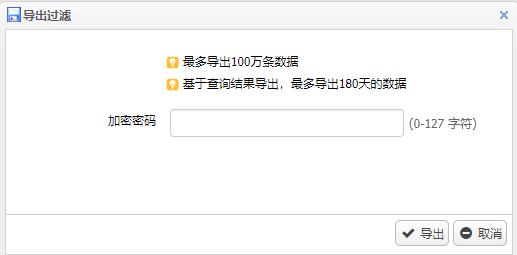 导出过滤
最多导出100万条数据
基于查询结果导出，最多导出180天的数据
加密密码 (0-127 字符)
导出 取消